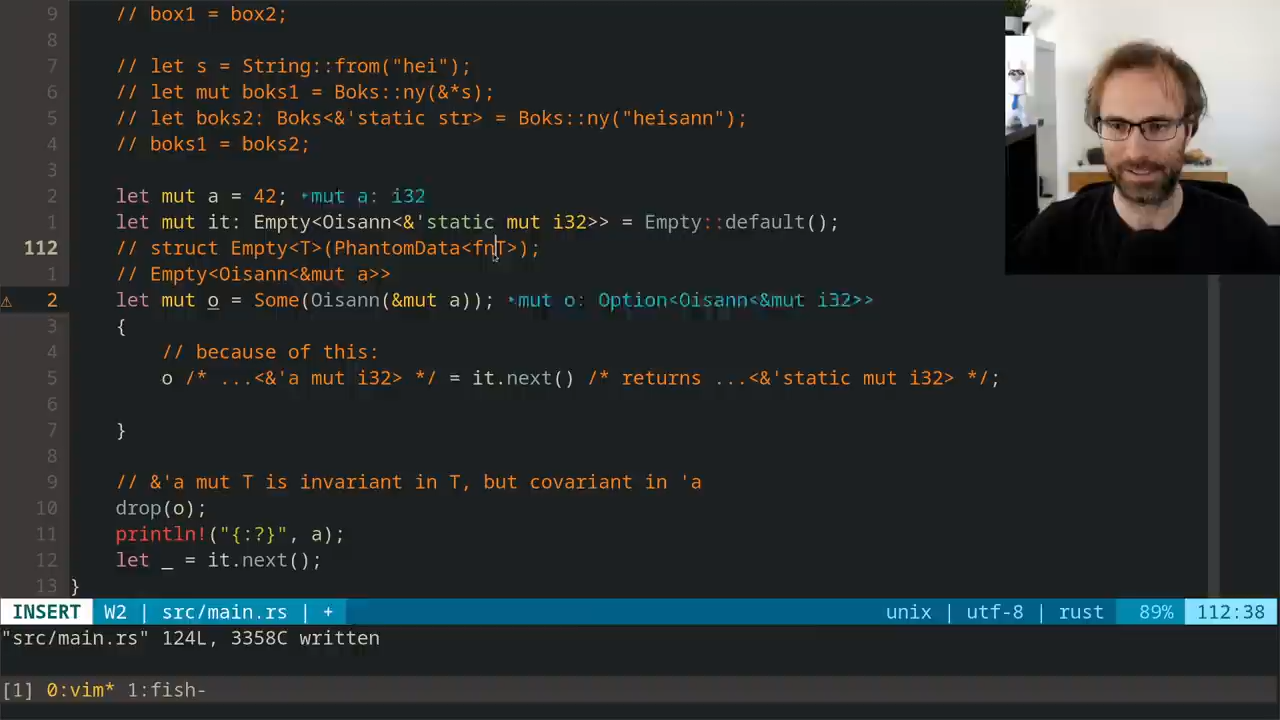 9 // box1 = box2;
8
7 // let s = String::from("hei");
6 // let mut boks1 = Boks::ny(&*s);
5 // let boks2: Boks<&'static str> = Boks::ny("heisann");
4 // boks1 = boks2;
3
2 let mut a = 42; ‣mut a: i32
1 let mut it: Empty<Oisann<&'static mut i32>> = Empty::default();
112 // struct Empty<T>(PhantomData<fnT>);
1 // Empty<Oisann<&mut a>>
⚠ 2 let mut o = Some(Oisann(&mut a)); ‣mut o: Option<Oisann<&mut i32>>
3 {
4 // because of this:
5 o /* ...<&'a mut i32> */ = it.next() /* returns ...<&'static mut i32> */;
6
7 }
8
9 // &'a mut T is invariant in T, but covariant in 'a
10 drop(o);
11 println!("{:?}", a);
12 let _ = it.next();
13 }
INSERT W2 | src/main.rs | + unix | utf-8 | rust 89% 112:38
"src/main.rs" 124L, 3358C written
[1] 0:vim* 1:fish-